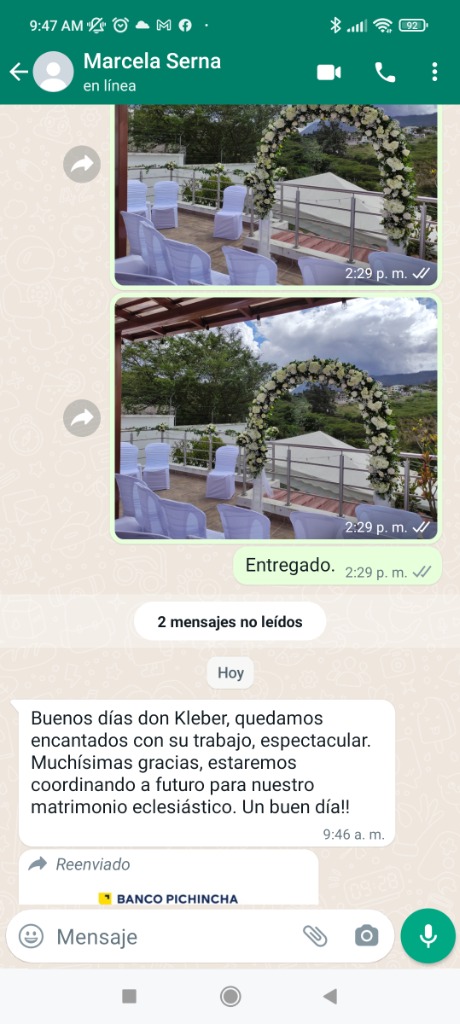 9:47 AM
92
Marcela Serna
en línea
2:29 p. m.
2:29 p. m.
Entregado. 2:29 p. m.
2 mensajes no leídos
Hoy
Buenos días don Kleber, quedamos
encantados con su trabajo, espectacular.
Muchísimas gracias, estaremos
coordinando a futuro para nuestro
matrimonio eclesiástico. Un buen día!!
9:46 a. m.
Reenviado
BANCO PICHINCHA
Mensaje